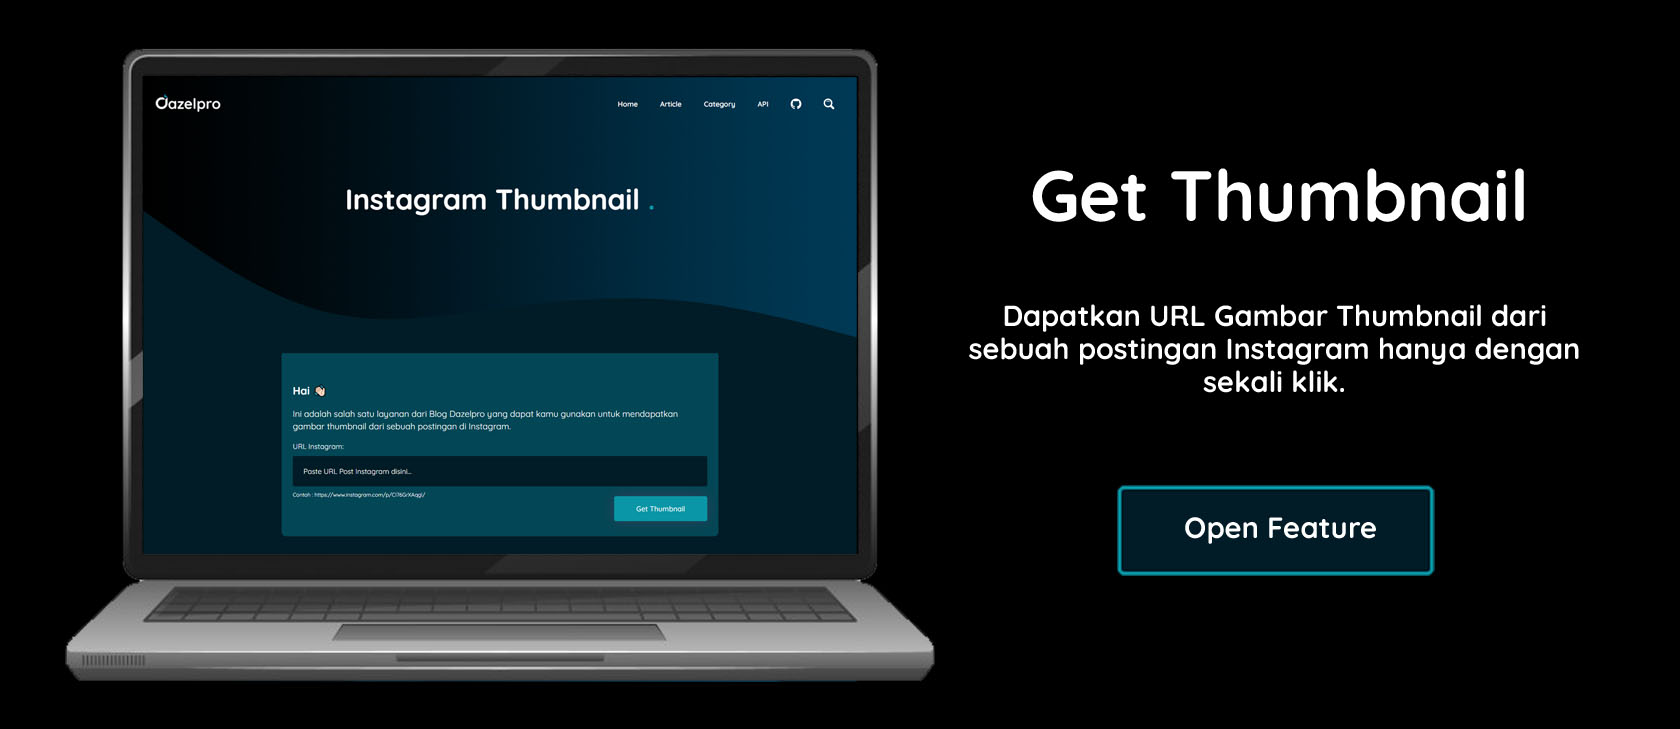 Dazelpro
Home Article Category API
Instagram Thumbnail .
Hai 👋🏻
Ini adalah salah satu layanan dari Blog Dazelpro yang dapat kamu gunakan untuk mendapatkan
gambar thumbnail dari sebuah postingan di Instagram.
URL Instagram:
Paste URL Post Instagram disini...
Contoh : https://www.instagram.com/p/
Get Thumbnail
Get Thumbnail
Dapatkan URL Gambar Thumbnail dari
sebuah postingan Instagram hanya dengan
sekali klik.
Open Feature